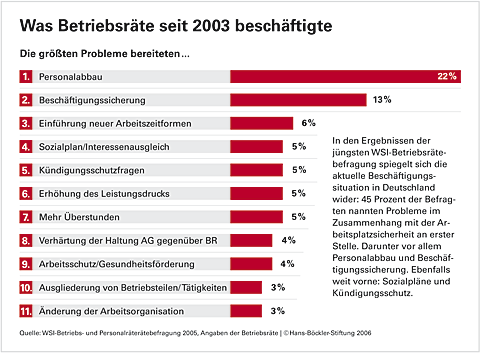 Was Betriebsräte seit 2003 beschäftigte
Die größten Probleme bereiteten...
1. Personalabbau 22%
2. Beschäftigungssicherung 13%
3. Einführung neuer Arbeitszeitformen 6%
4. Sozialplan/Interessenausgleich 5%
5. Kündigungsschutzfragen 5%
6. Erhöhung des Leistungsdrucks 5%
7. Mehr Überstunden 5%
8. Verhärtung der Haltung AG gegenüber BR 4%
9. Arbeitsschutz/Gesundheitsförderung 4%
10. Ausgliederung von Betriebsteilen/Tätigkeiten 3%
11. Änderung der Arbeitsorganisation 3%
In den Ergebnissen der
jüngsten WSI-Betriebsräte-
befragung spiegelt sich die
aktuelle Beschäftigungs-
situation in Deutschland
wider: 45 Prozent der Befrag-
ten nannten Probleme im
Zusammenhang mit der Ar-
beitsplatzsicherheit an erster
Stelle. Darunter vor allem
Personalabbau und Beschäf-
tigungssicherung. Ebenfalls
weit vorne: Sozialpläne und
Kündigungsschutz.
Quelle: WSI-Betriebs- und Personalräterätebefragung 2005, Angaben der Betriebsräte | ©Hans-Böckler-Stiftung 2006